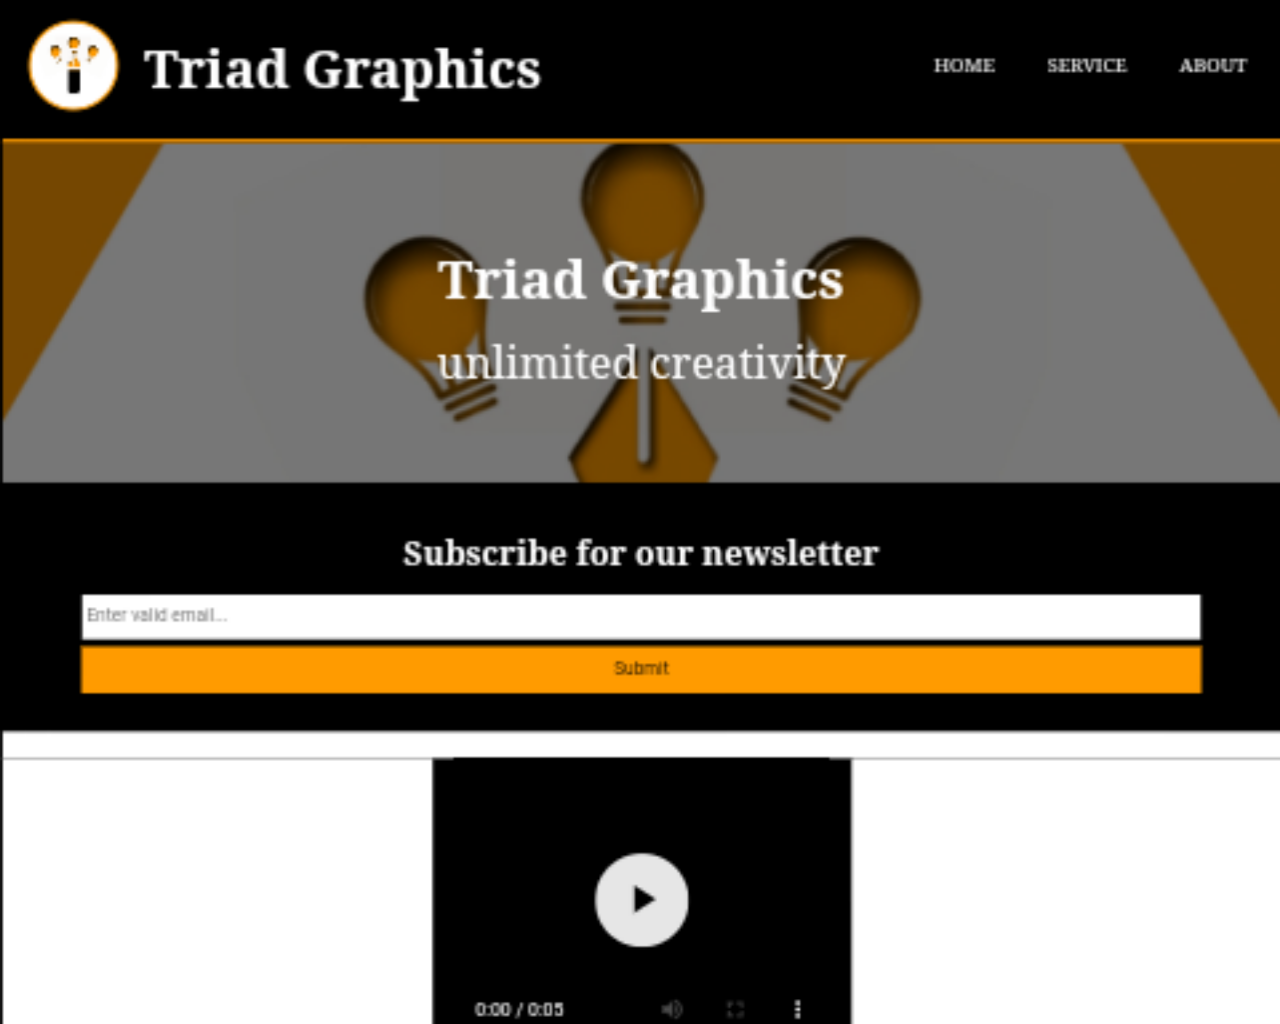 Triad Graphics
HOME SERVICE ABOUT
Triad Graphics
unlimited creativity
Subscribe for our newsletter
Enter valid email...
Submit
0:00 / 0:05